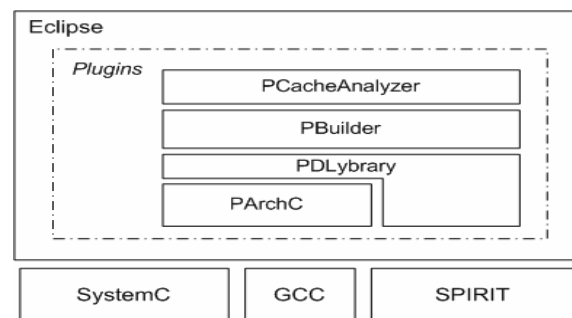 Eclipse
Plugins
PCacheAnalyzer
PBuilder
PDLybrary
PArchC
SystemC
GCC
SPIRIT